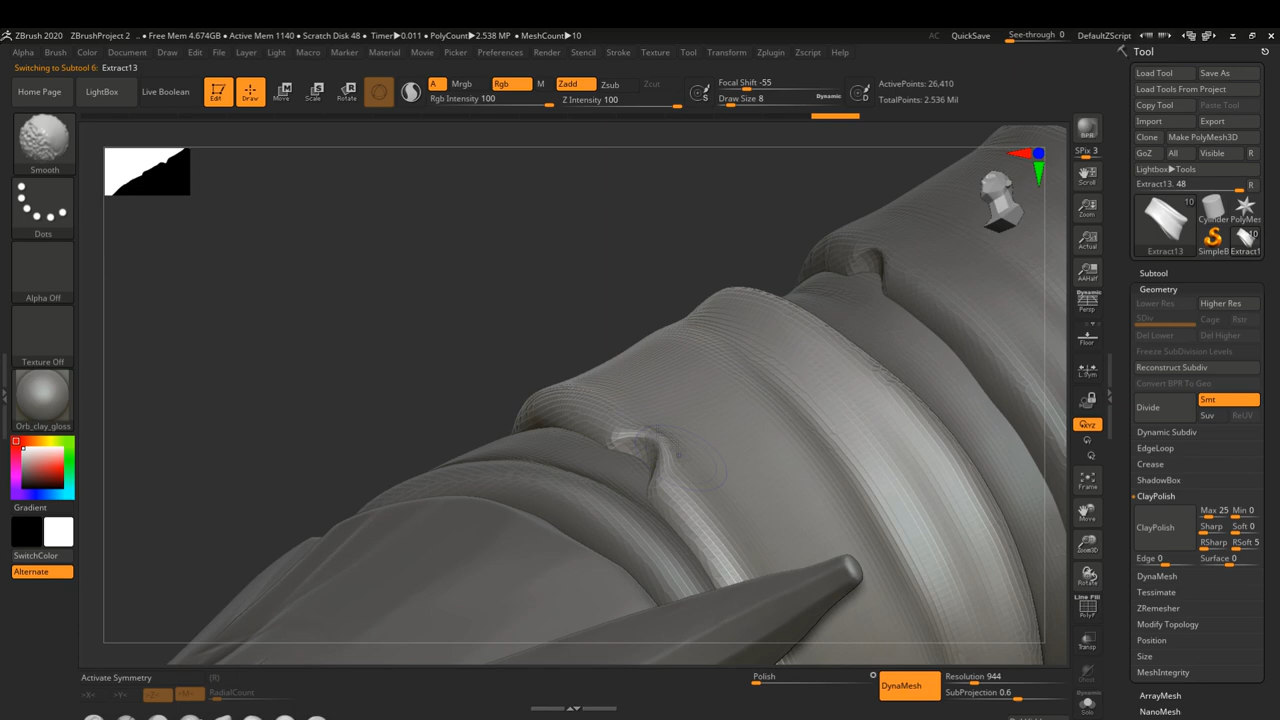 ZBrush 2020 ZBrushProject 2 .. ● Free Mem 4.674GB ● Active Mem 1140 ● Scratch Disk 48 ● Timer▶0.011 ● PolyCount▶2.538 MP ● MeshCount▶10 AC QuickSave See-through 0 DefaultZScript
Alpha Brush Color Document Draw Edit File Layer Light Macro Marker Material Movie Picker Preferences Render Stencil Stroke Texture Tool Transform Zplugin Zscript Help
Switching to Subtool 6: Extract13
Home Page LightBox Live Boolean Edit Draw Move Scale Rotate A Mrgb Rgb M Zadd Zsub Zcut
Rgb Intensity 100 Z Intensity 100
S Focal Shift -55
Draw Size 8 Dynamic D
ActivePoints: 26,410
TotalPoints: 2.536 Mil
Smooth
Dots
Alpha Off
Texture Off
Orb_clay_gloss
Gradient
SwitchColor
Alternate
BPR
SPix 3
Scroll
Zoom
Actual
AAHalf
Dynamic
Persp
Floor
L.Sym
XYZ
Y
Z
Frame
Move
Zoom3D
Rotate
Line Fill
PolyF
Transp
Ghost
Dynamic
Solo
Tool
Load Tool Save As
Load Tools From Project
Copy Tool Paste Tool
Import Export
Clone Make PolyMesh3D
GoZ All Visible R
Lightbox▶Tools
Extract13. 48 R
10
Cylinder PolyMes
10
Extract13 SimpleB Extract1
Subtool
Geometry
Lower Res Higher Res
SDiv Cage Rstr
Del Lower Del Higher
Freeze SubDivision Levels
Reconstruct Subdiv
Convert BPR To Geo
Divide Smt
Suv ReUV
Dynamic Subdiv
EdgeLoop
Crease
ShadowBox
ClayPolish
ClayPolish Max 25 Min 0
Sharp Soft 0
RSharp RSoft 5
Edge 0 Surface 0
DynaMesh
Tessimate
ZRemesher
Modify Topology
Position
Size
MeshIntegrity
ArrayMesh
NanoMesh
Activate Symmetry (R)
>X< >Y< >Z< >M< RadialCount
Polish DynaMesh Resolution 944
SubProjection 0.6